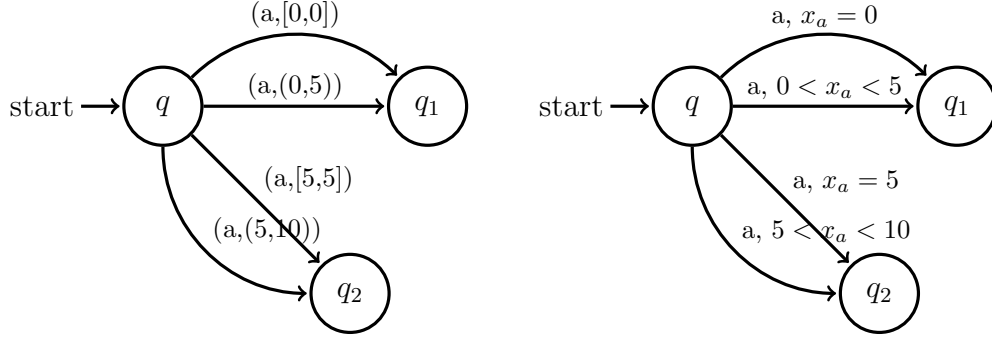 (a,[0,0])
start q (a,(0,5)) q₁
(a,[5,5])
(a,(5,10))
q₂
a, xₐ = 0
start q a, 0 < xₐ < 5 q₁
a, xₐ = 5
a, 5 < xₐ < 10
q₂